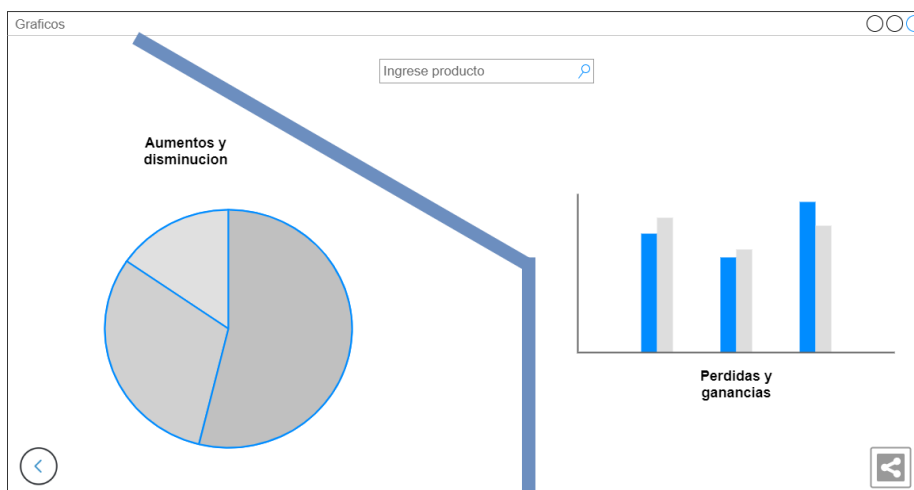 Graficos
Ingrese producto
Aumentos y
disminucion
Perdidas y
ganancias